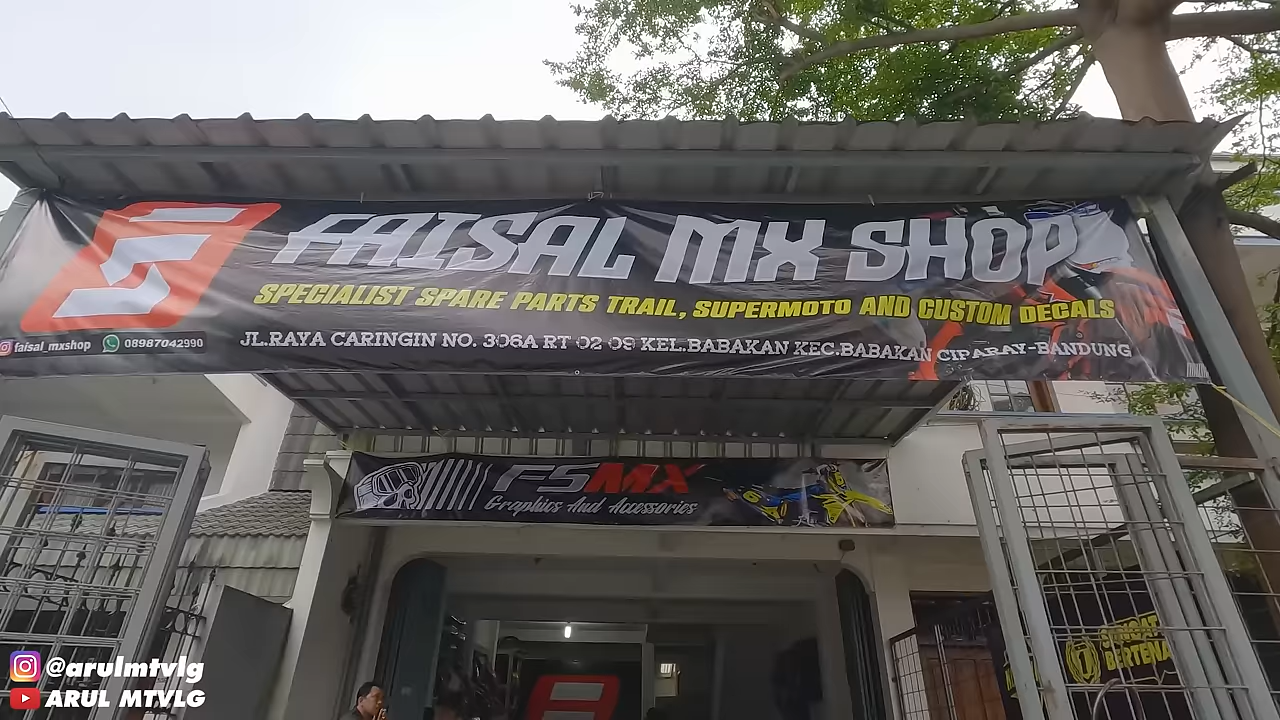 FAISAL MX SHOP
SPECIALIST SPARE PARTS TRAIL, SUPERMOTO AND CUSTOM DECALS
faisal_mxshop 08987042990
JL.RAYA CARINGIN NO. 306A RT 02 09 KEL.BABAKAN KEC.BABAKAN CIPARAY-BANDUNG
FSMX
Graphics And Accessories
@arulmtvlg
ARUL MTVLG